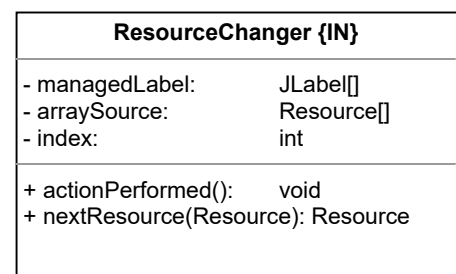 ResourceChanger {IN}
- managedLabel: JLabel[]
- arraySource: Resource[]
- index: int
+ actionPerformed(): void
+ nextResource(Resource): Resource